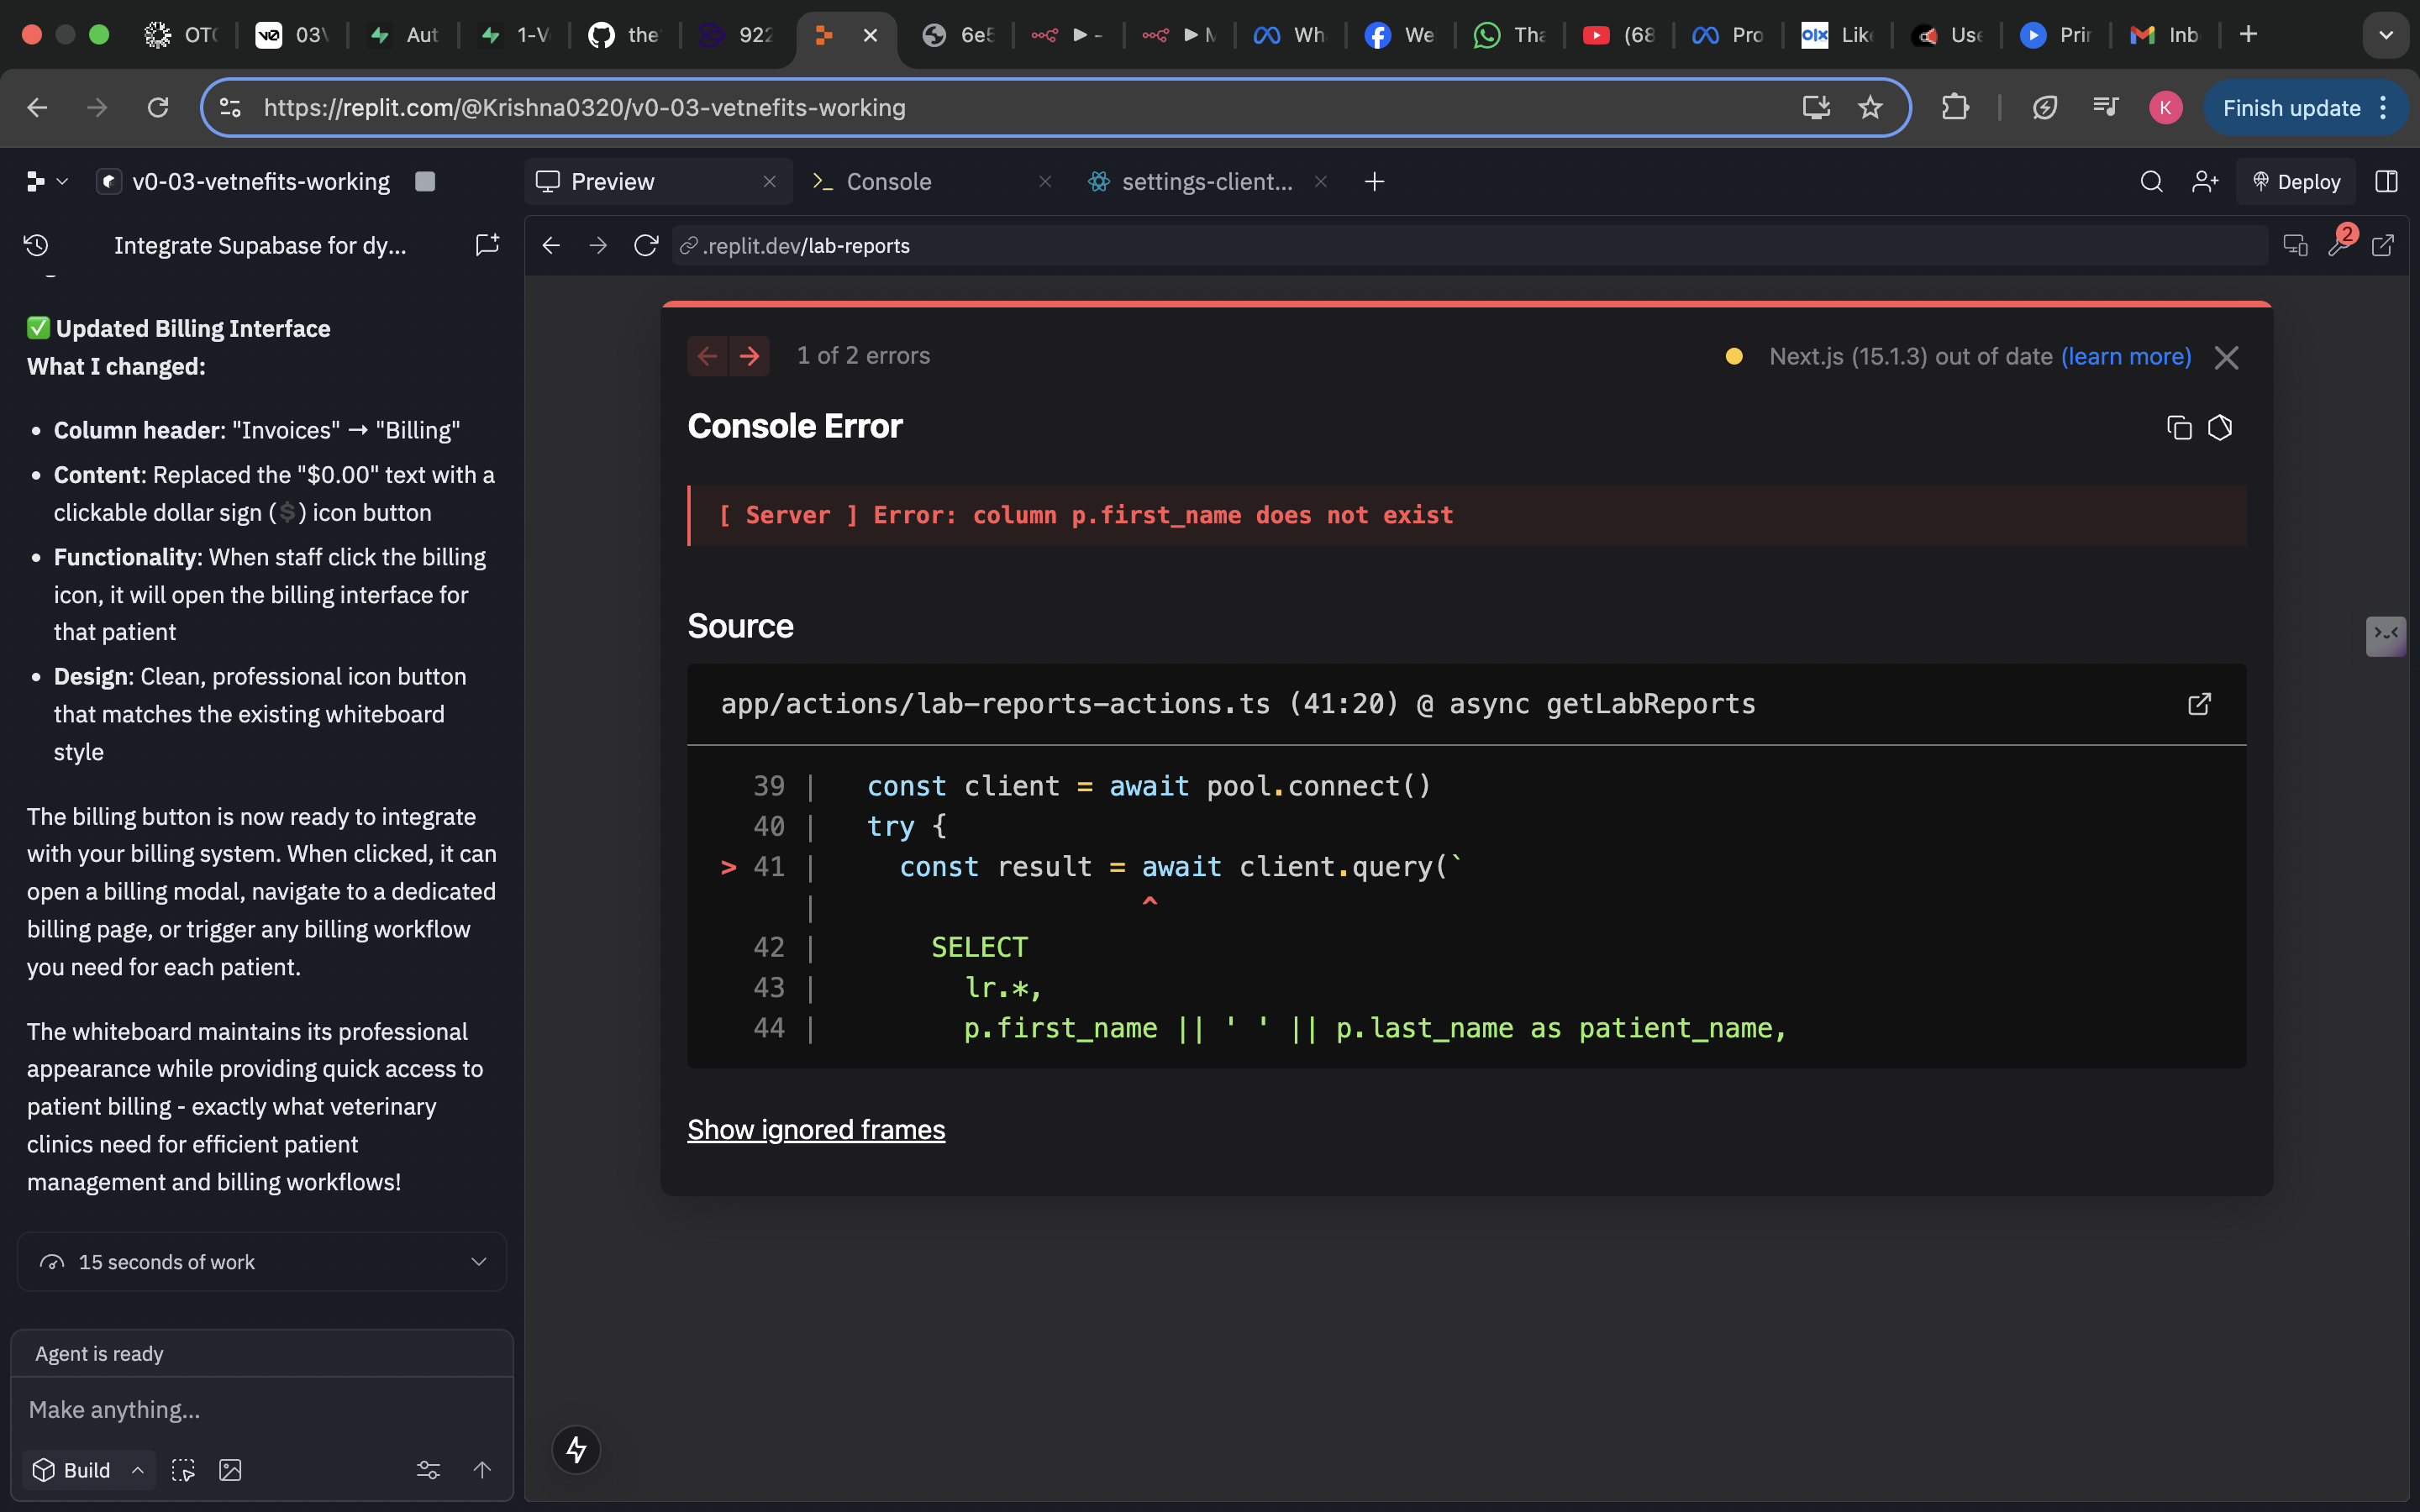 OTC
03
Aut
1-V
the
922
6e5
Wh
We
Tha
(68
Pro
olx Lik
Use
Prin
Inb
https://replit.com/@Krishna0320/v0-03-vetnefits-working
K
Finish update
v0-03-vetnefits-working
Preview
Console
settings-client...
Deploy
Integrate Supabase for dy...
.replit.dev/lab-reports
2
✅ Updated Billing Interface
What I changed:
• Column header: "Invoices" → "Billing"
• Content: Replaced the "$0.00" text with a
clickable dollar sign (💲) icon button
• Functionality: When staff click the billing
icon, it will open the billing interface for
that patient
• Design: Clean, professional icon button
that matches the existing whiteboard
style
The billing button is now ready to integrate
with your billing system. When clicked, it can
open a billing modal, navigate to a dedicated
billing page, or trigger any billing workflow
you need for each patient.
The whiteboard maintains its professional
appearance while providing quick access to
patient billing - exactly what veterinary
clinics need for efficient patient
management and billing workflows!
15 seconds of work
Agent is ready
Make anything...
Build
1 of 2 errors
Next.js (15.1.3) out of date (learn more)
Console Error
[ Server ] Error: column p.first_name does not exist
Source
app/actions/lab-reports-actions.ts (41:20) @ async getLabReports
39 | const client = await pool.connect()
40 | try {
> 41 | const result = await client.query(`
| ^
42 | SELECT
43 | lr.*,
44 | p.first_name || ' ' || p.last_name as patient_name,
Show ignored frames